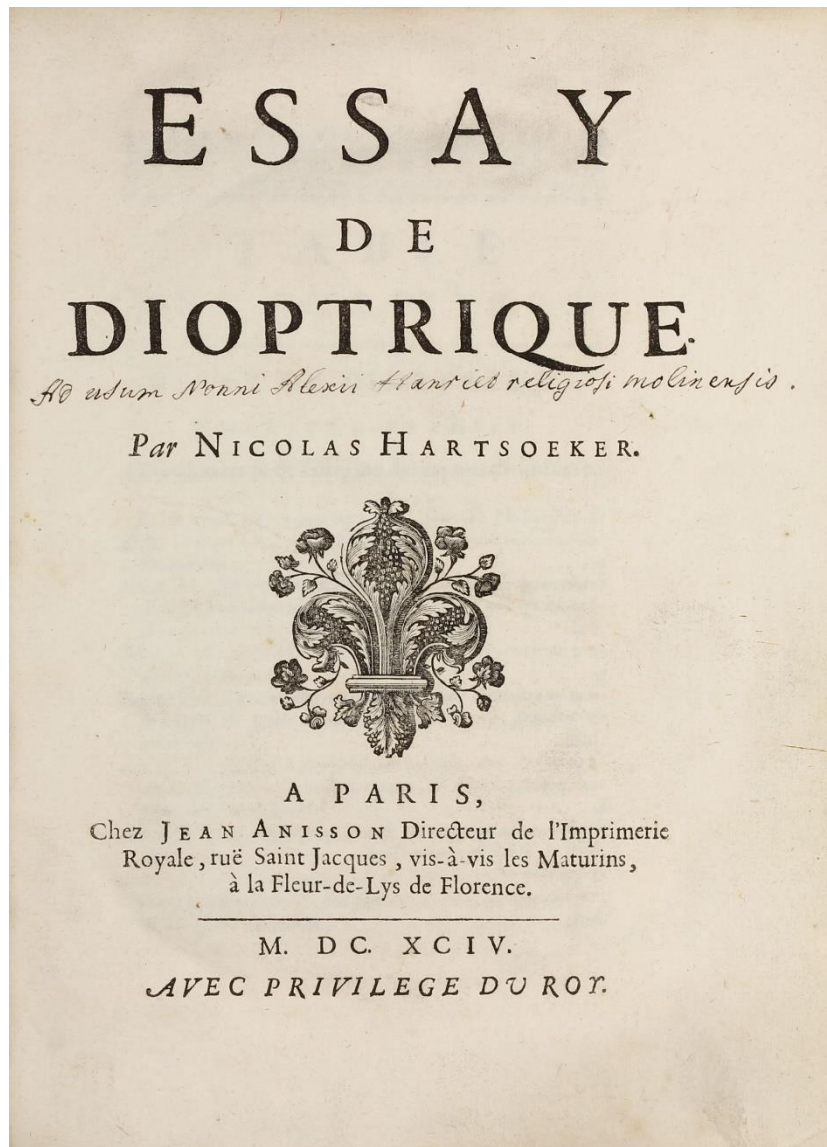 ESSAY
DE
DIOPTRIQUE.
Ad usum Nonni Alexii religiosi molinensis.
Par NICOLAS HARTSOEKER.
A PARIS,
Chez JEAN ANISSON Directeur de l'Imprimerie
Royale, ruë Saint Jacques, vis-à-vis les Maturins,
à la Fleur-de-Lys de Florence.
M. DC. XCIV.
AVEC PRIVILEGE DU ROY.